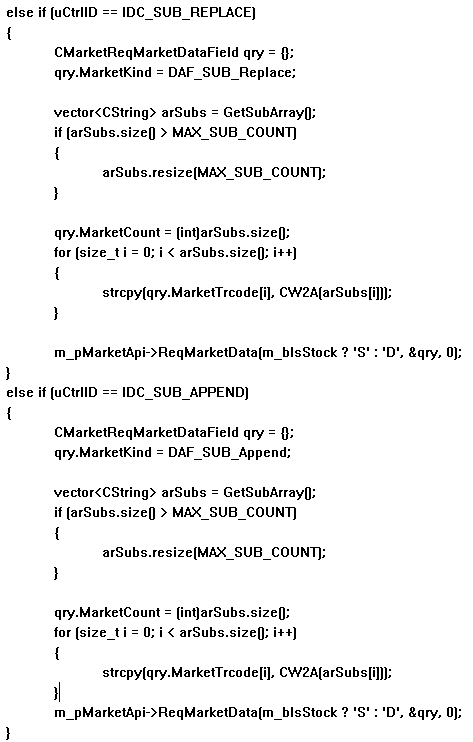 else if (uCtrlID == IDC_SUB_REPLACE)
{
CMarketReqMarketDataField qry = {};
qry.MarketKind = DAF_SUB_Replace;
vector<CString> arSubs = GetSubArray();
if (arSubs.size() > MAX_SUB_COUNT)
{
arSubs.resize(MAX_SUB_COUNT);
}
qry.MarketCount = (int)arSubs.size();
for (size_t i = 0; i < arSubs.size(); i++)
{
strcpy(qry.MarketTrcode[i], CW2A(arSubs[i]));
}
m_pMarketApi->ReqMarketData(m_bIsStock ? 'S' : 'D', &qry, 0);
}
else if (uCtrlID == IDC_SUB_APPEND)
{
CMarketReqMarketDataField qry = {};
qry.MarketKind = DAF_SUB_Append;
vector<CString> arSubs = GetSubArray();
if (arSubs.size() > MAX_SUB_COUNT)
{
arSubs.resize(MAX_SUB_COUNT);
}
qry.MarketCount = (int)arSubs.size();
for (size_t i = 0; i < arSubs.size(); i++)
{
strcpy(qry.MarketTrcode[i], CW2A(arSubs[i]));
}
m_pMarketApi->ReqMarketData(m_bIsStock ? 'S' : 'D', &qry, 0);
}